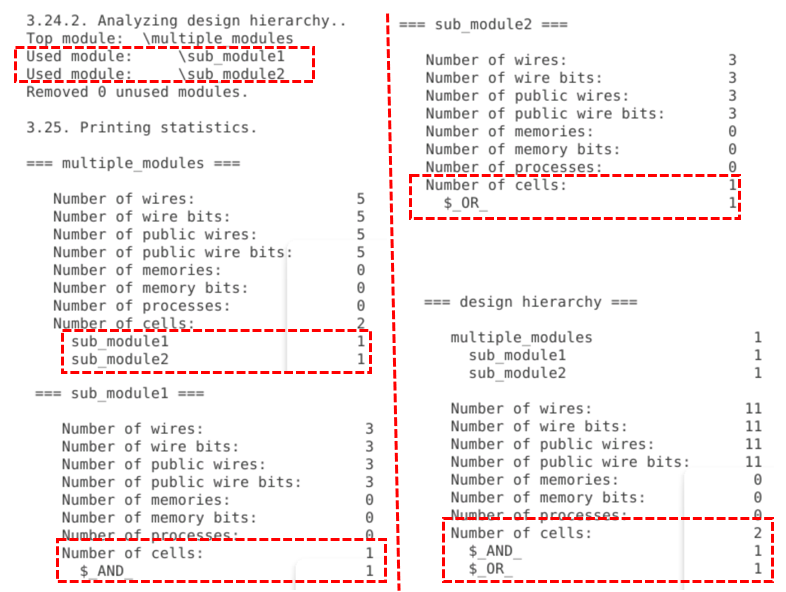 3.24.2. Analyzing design hierarchy..
Top module:  \multiple_modules
Used module:     \sub_module1
Used module:     \sub_module2
Removed 0 unused modules.
3.25. Printing statistics.
=== multiple_modules ===
Number of wires: 5
Number of wire bits: 5
Number of public wires: 5
Number of public wire bits: 5
Number of memories: 0
Number of memory bits: 0
Number of processes: 0
Number of cells: 2
sub_module1 1
sub_module2 1
=== sub_module1 ===
Number of wires: 3
Number of wire bits: 3
Number of public wires: 3
Number of public wire bits: 3
Number of memories: 0
Number of memory bits: 0
Number of processes: 0
Number of cells: 1
$_AND_ 1
=== sub_module2 ===
Number of wires: 3
Number of wire bits: 3
Number of public wires: 3
Number of public wire bits: 3
Number of memories: 0
Number of memory bits: 0
Number of processes: 0
Number of cells: 1
$_OR_ 1
=== design hierarchy ===
multiple_modules 1
sub_module1 1
sub_module2 1
Number of wires: 11
Number of wire bits: 11
Number of public wires: 11
Number of public wire bits: 11
Number of memories: 0
Number of memory bits: 0
Number of processes: 0
Number of cells: 2
$_AND_ 1
$_OR_ 1